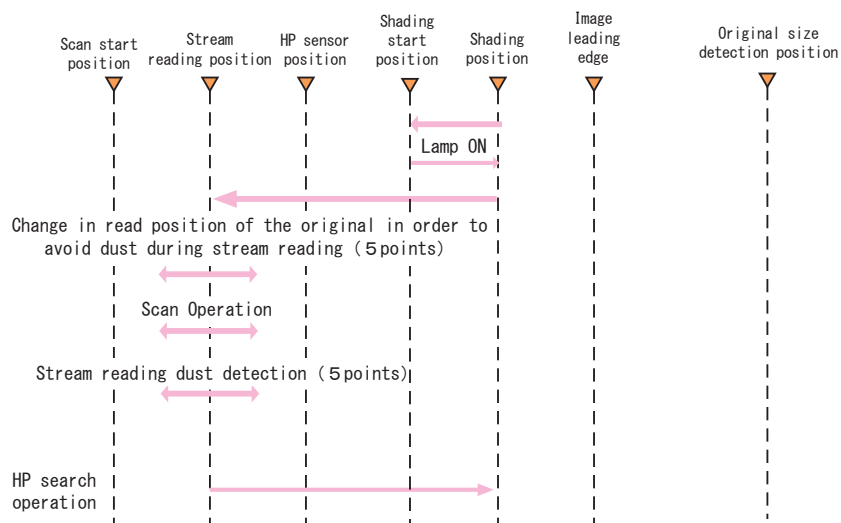 Scan start
position
Stream
reading position
HP sensor
position
Shading
start
position
Shading
position
Image
leading
edge
Original size
detection position
Lamp ON
Change in read position of the original in order to
avoid dust during stream reading (5points)
Scan Operation
Stream reading dust detection (5points)
HP search
operation